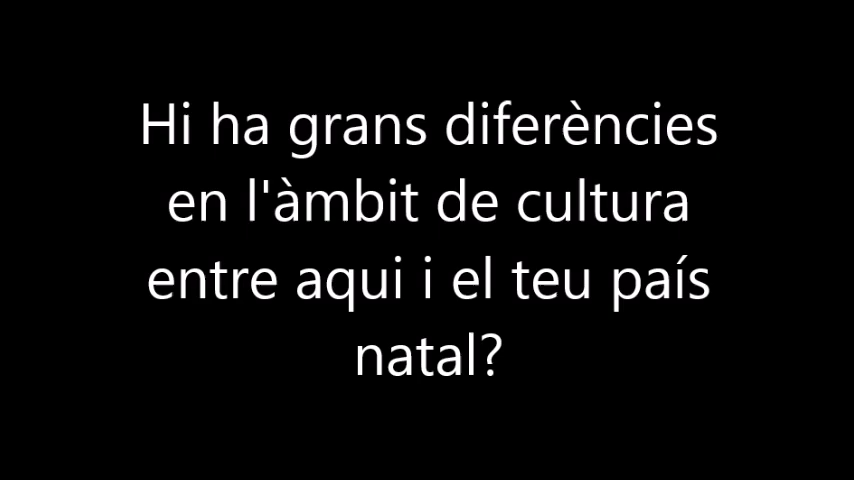 Hi ha grans diferències
en l'àmbit de cultura
entre aqui i el teu país
natal?